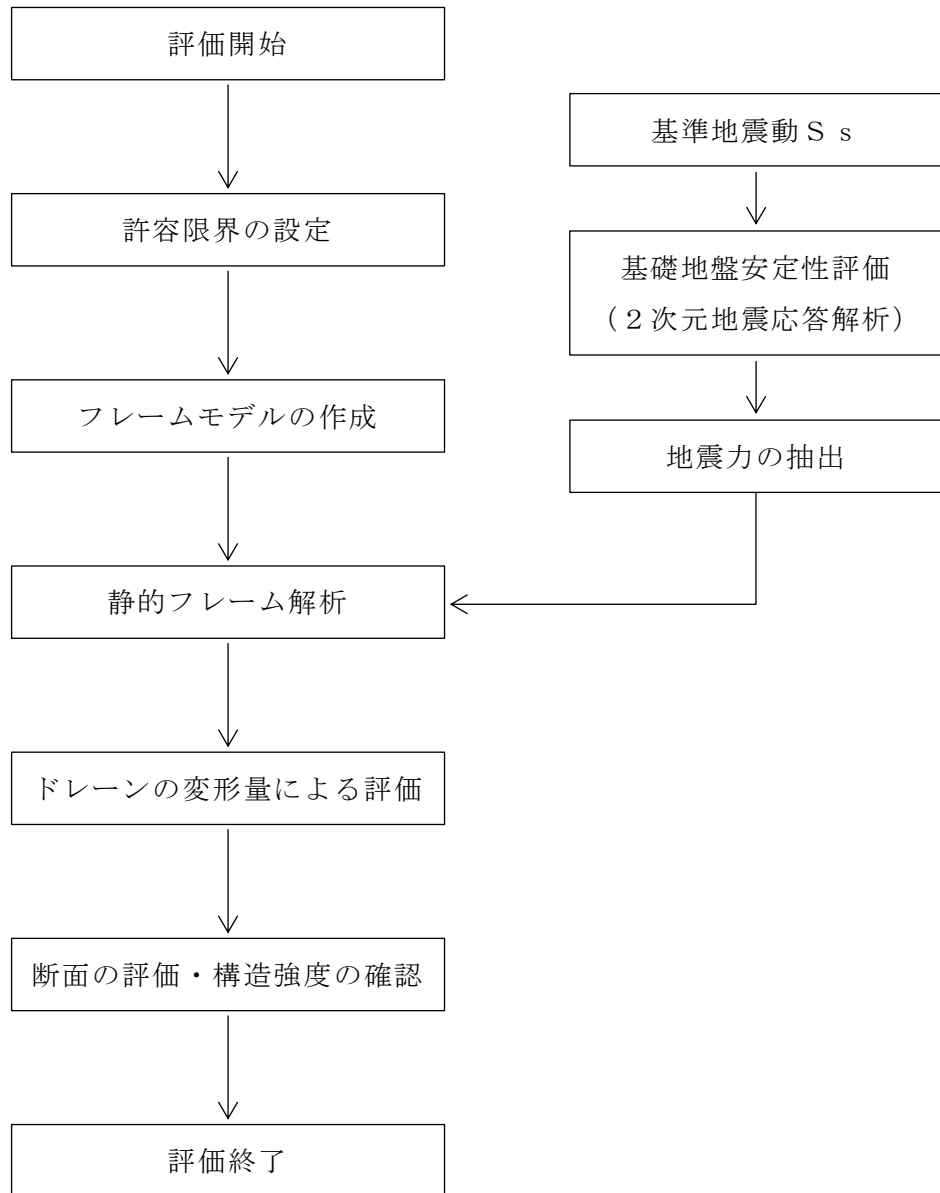 評価開始
基準地震動Ｓｓ
許容限界の設定
基礎地盤安定性評価
（２次元地震応答解析）
フレームモデルの作成
地震力の抽出
静的フレーム解析
ドレーンの変形量による評価
断面の評価・構造強度の確認
評価終了